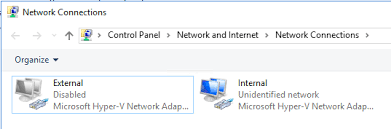 Network Connections
Control Panel > Network and Internet > Network Connections >
Organize
External
Disabled
Microsoft Hyper-V Network Adap...
Internal
Unidentified network
Microsoft Hyper-V Network Adap...